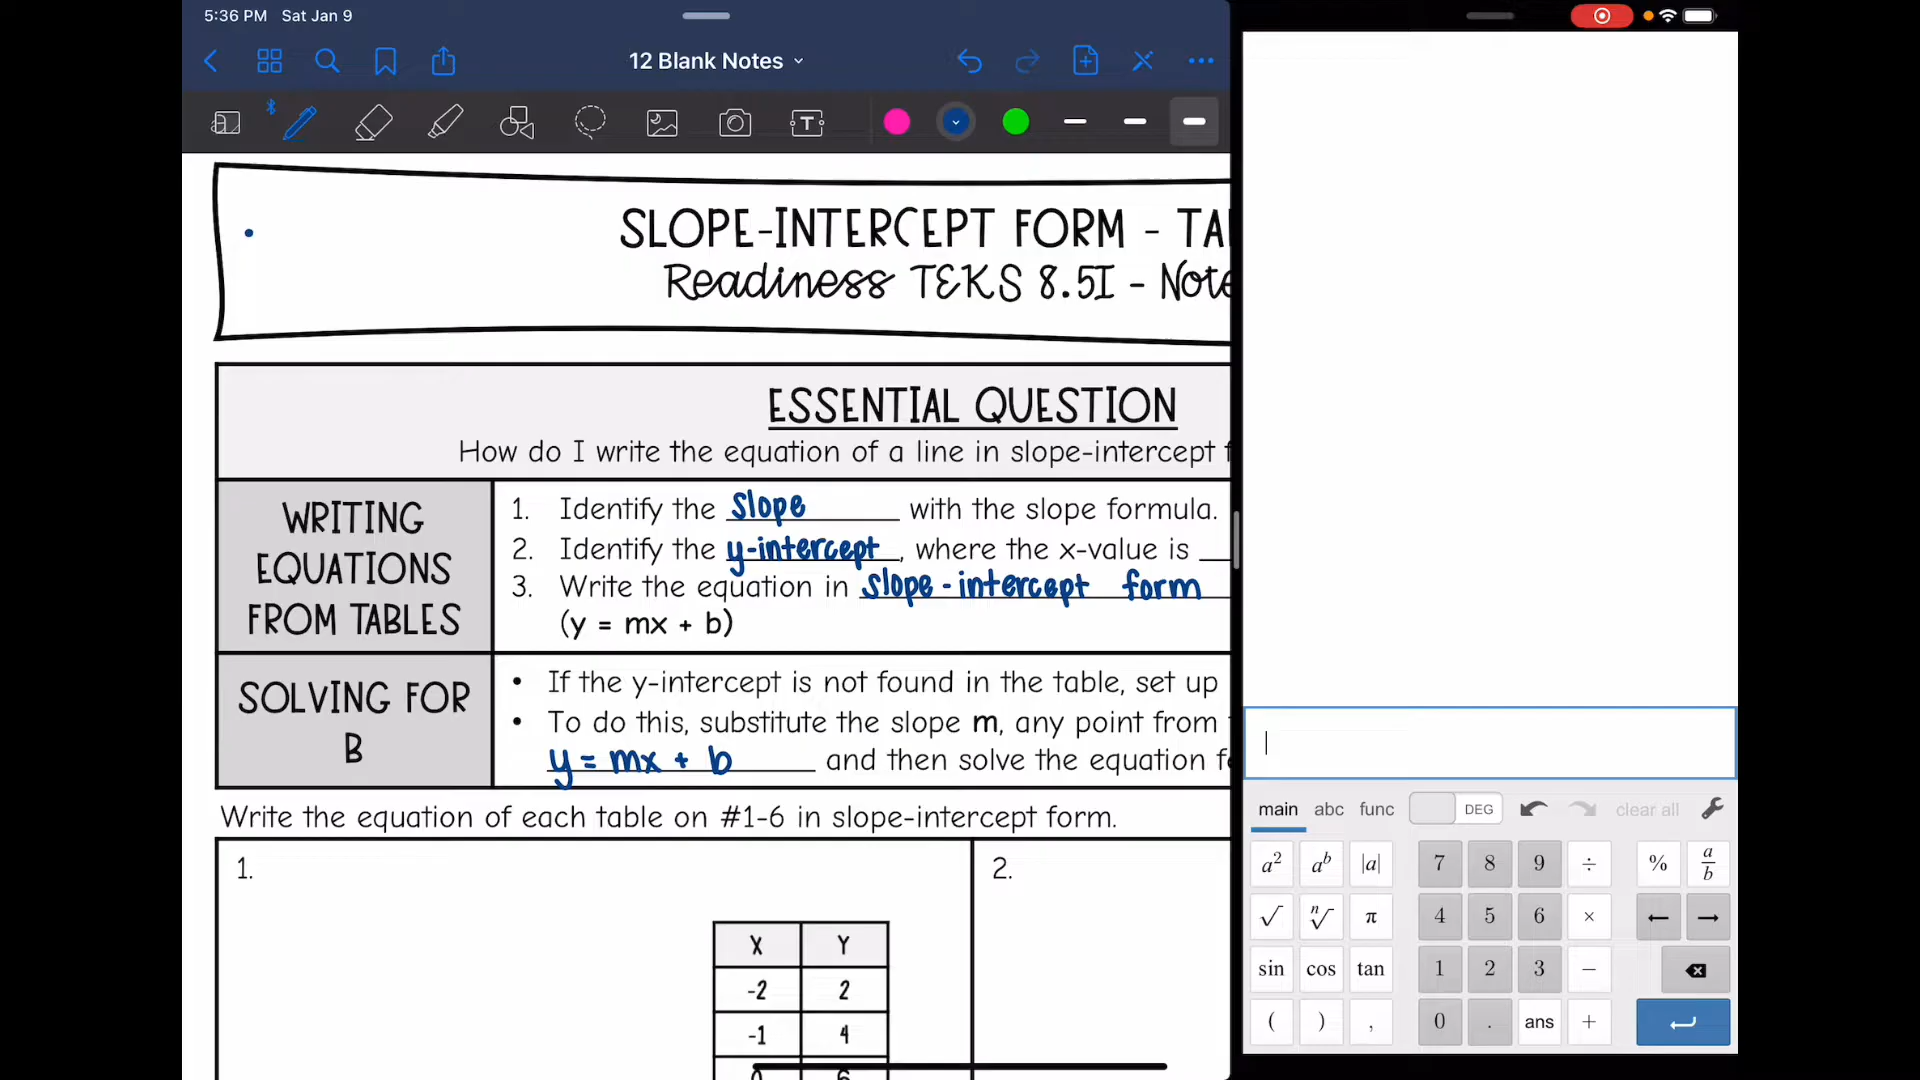 5:36 PM Sat Jan 9
12 Blank Notes
T
SLOPE-INTERCEPT FORM - TA
Readiness TEKS 8.5I - Note
ESSENTIAL QUESTION
How do I write the equation of a line in slope-intercept f
WRITING
EQUATIONS
FROM TABLES
1. Identify the slope with the slope formula.
2. Identify the y-intercept, where the x-value is
3. Write the equation in slope-intercept form
(y = mx + b)
SOLVING FOR
B
• If the y-intercept is not found in the table, set up
• To do this, substitute the slope m, any point from
y = mx + b and then solve the equation f
Write the equation of each table on #1-6 in slope-intercept form.
1. 2.
X Y
-2 2
-1 4
0 6
main abc func DEG clear all
a² aᵇ |a| 7 8 9 ÷ % a/b
√ ⁿ√ π 4 5 6 × ← →
sin cos tan 1 2 3 −
( ) , 0 . ans +